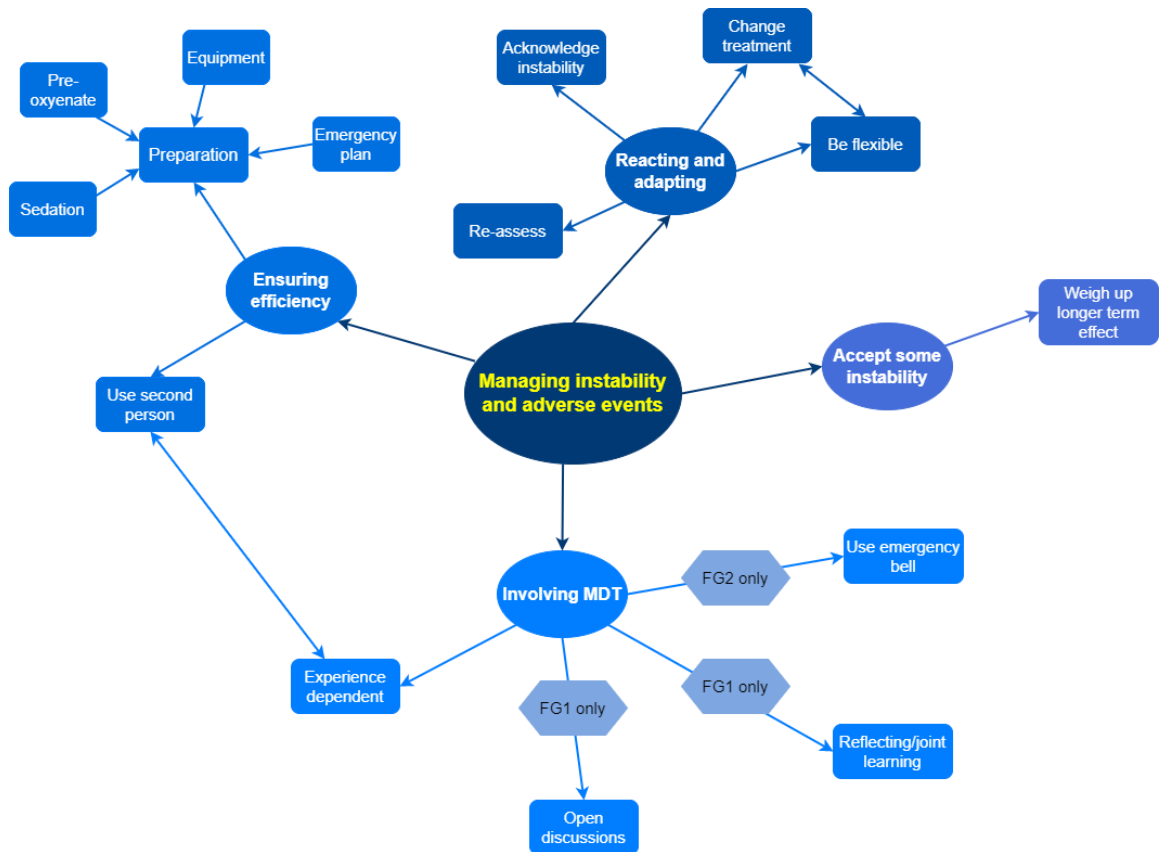 Equipment
Pre-
oxyenate
Preparation
Emergency
plan
Sedation
Ensuring
efficiency
Use second
person
Acknowledge
instability
Change
treatment
Be flexible
Reacting and
adapting
Re-assess
Managing instability
and adverse events
Accept some
instability
Weigh up
longer term
effect
Involving MDT
FG2 only
Use emergency
bell
FG1 only
Reflecting/joint
learning
FG1 only
Open
discussions
Experience
dependent